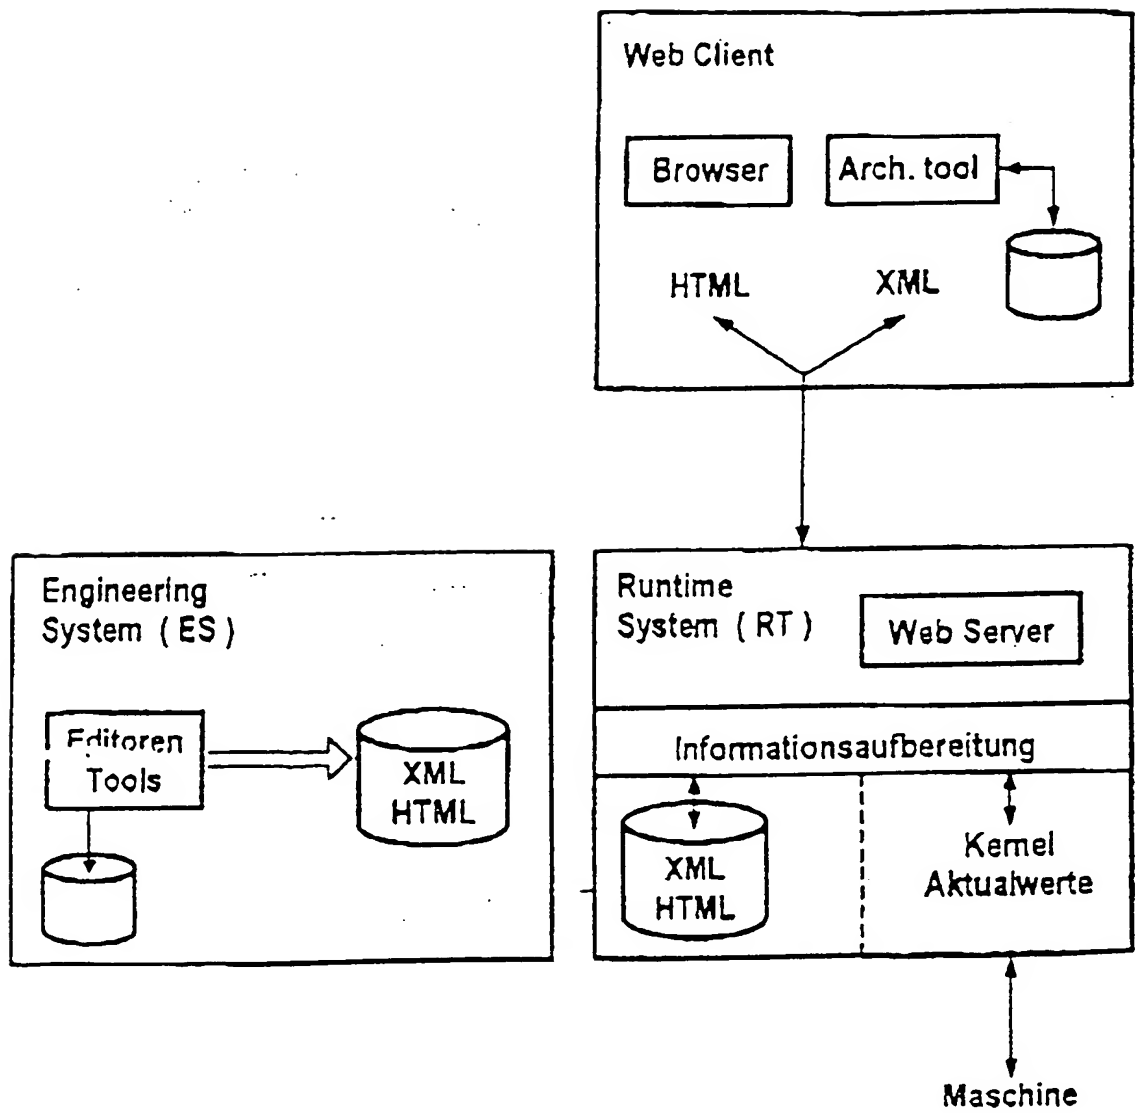 Web Client
Browser
Arch. tool
HTML
XML
Engineering
System ( ES )
Editoren
Tools
XML
HTML
Runtime
System ( RT )
Web Server
Informationsaufbereitung
XML
HTML
Kernel
Aktualwerte
Maschine